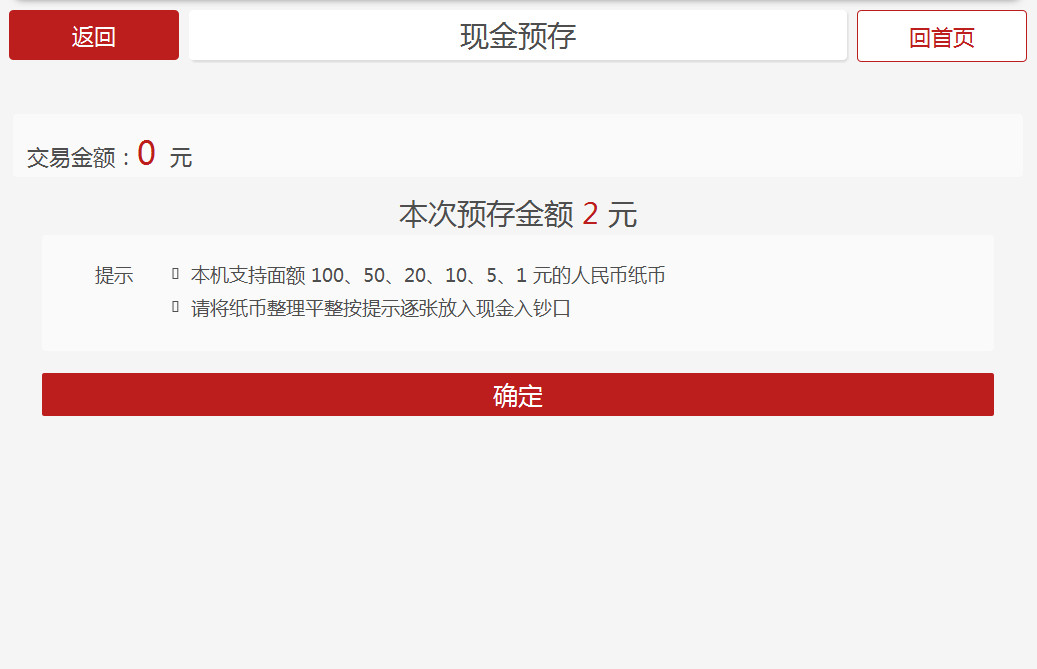 返回
现金预存
回首页
交易金额：0 元
本次预存金额 2 元
提示
本机支持面额 100、50、20、10、5、1 元的人民币纸币
请将纸币整理平整按提示逐张放入现金入钞口
确定